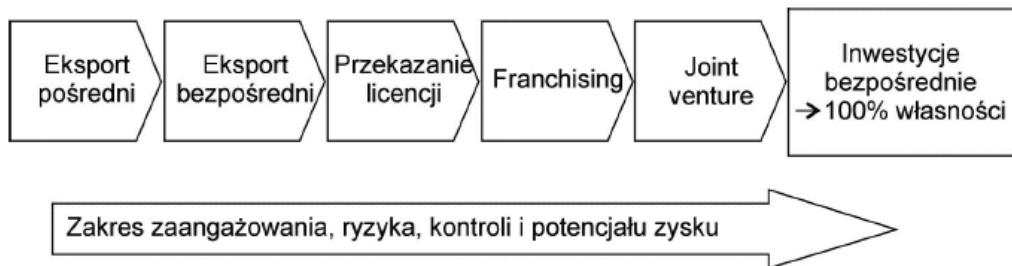 Eksport
pośredni
Eksport
bezpośredni
Przekazanie
licencji
Franchising
Joint
venture
Inwestycje
bezpośrednie
→ 100% własności
Zakres zaangażowania, ryzyka, kontroli i potencjału zysku